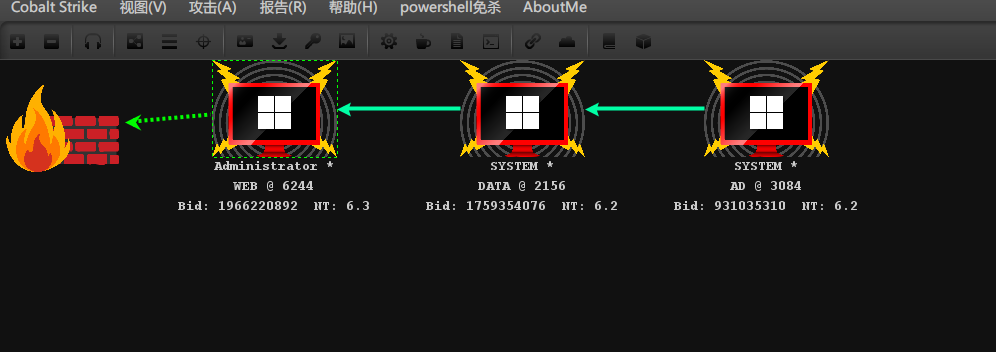 Cobalt Strike 视图(V) 攻击(A) 报告(R) 帮助(H) powershell免杀 AboutMe
Administrator * SYSTEM * SYSTEM *
WEB @ 6244 DATA @ 2156 AD @ 3084
Bid: 1966220892 NT: 6.3 Bid: 1759354076 NT: 6.2 Bid: 931035310 NT: 6.2